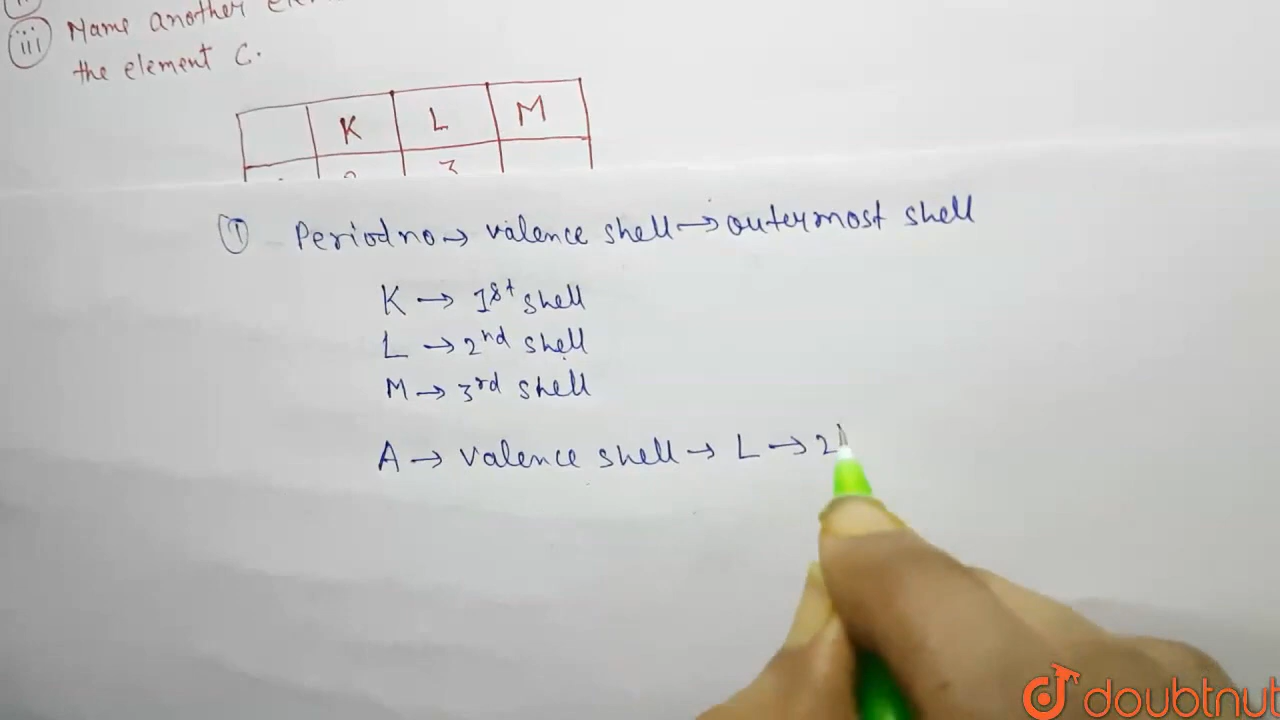 iii Name another
the element C.
K L M
3
I Period no → valence shell → outermost shell
K → 1st shell
L → 2nd shell
M → 3rd shell
A → valence shell → L → 2
doubtnut